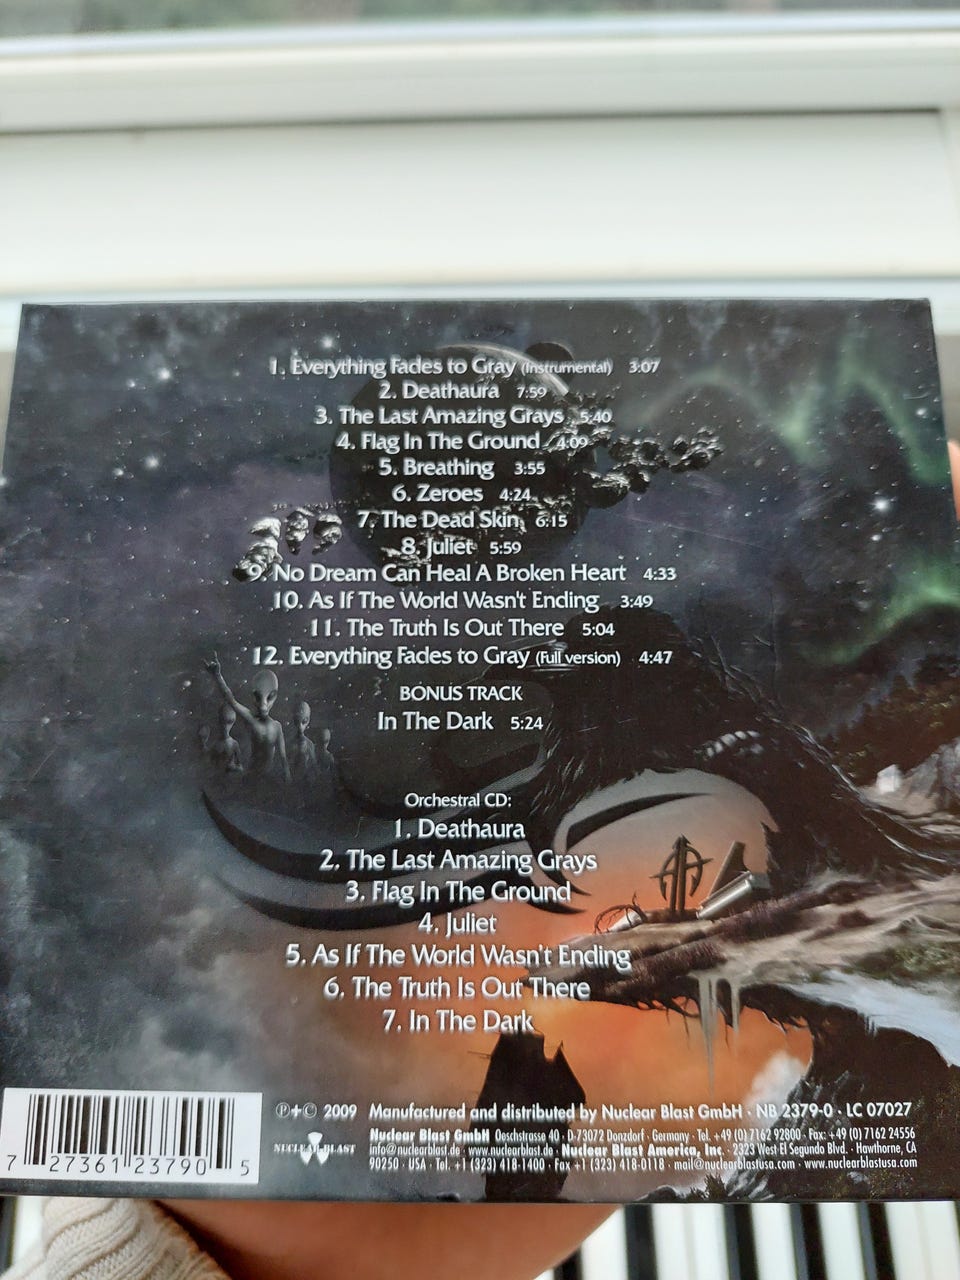 1. Everything Fades to Gray (Instrumental) 3:07
2. Deathaura 7:59
3. The Last Amazing Grays 5:40
4. Flag In The Ground 4:09
5. Breathing 3:55
6. Zeroes 4:24
7. The Dead Skin 6:15
8. Juliet 5:59
9. No Dream Can Heal A Broken Heart 4:33
10. As If The World Wasn't Ending 3:49
11. The Truth Is Out There 5:04
12. Everything Fades to Gray (Full version) 4:47
BONUS TRACK
In The Dark 5:24
Orchestral CD:
1. Deathaura
2. The Last Amazing Grays
3. Flag In The Ground
4. Juliet
5. As If The World Wasn't Ending
6. The Truth Is Out There
7. In The Dark
7 27361 23790 5
℗+© 2009 Manufactured and distributed by Nuclear Blast GmbH · NB 2379-0 · LC 07027
NUCLEAR BLAST
Nuclear Blast GmbH Oeschstrasse 40 · D-73072 Donzdorf · Germany · Tel. +49 (0) 7162 92800 · Fax: +49 (0) 7162 24556
info@nuclearblast.de · www.nuclearblast.de · Nuclear Blast America, Inc. · 2323 West El Segundo Blvd. · Hawthorne, CA
90250 · USA · Tel. +1 (323) 418-1400 · Fax +1 (323) 418-0118 · mail@nuclearblastusa.com · www.nuclearblastusa.com